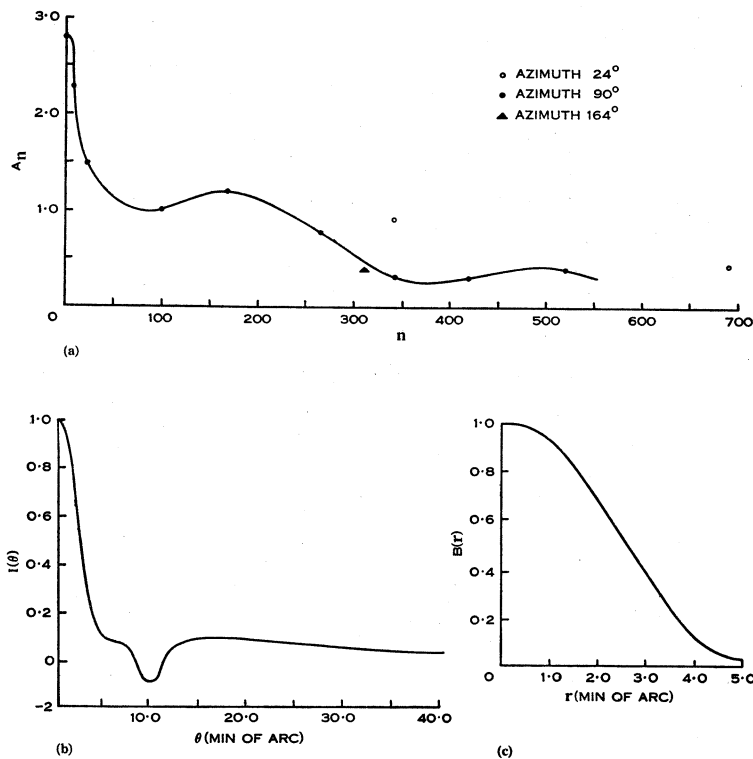 3·0
2·0
1·0
0
A n
○ AZIMUTH 24°
• AZIMUTH 90°
▲ AZIMUTH 164°
100 200 300 400 500 600 700
n
(a)
1·0
0·8
0·6
0·4
0·2
0
-2
I(θ)
10·0 20·0 30·0 40·0
θ (MIN OF ARC)
(b)
1·0
0·8
0·6
0·4
0·2
0
B(r)
1·0 2·0 3·0 4·0 5·0
r (MIN OF ARC)
(c)